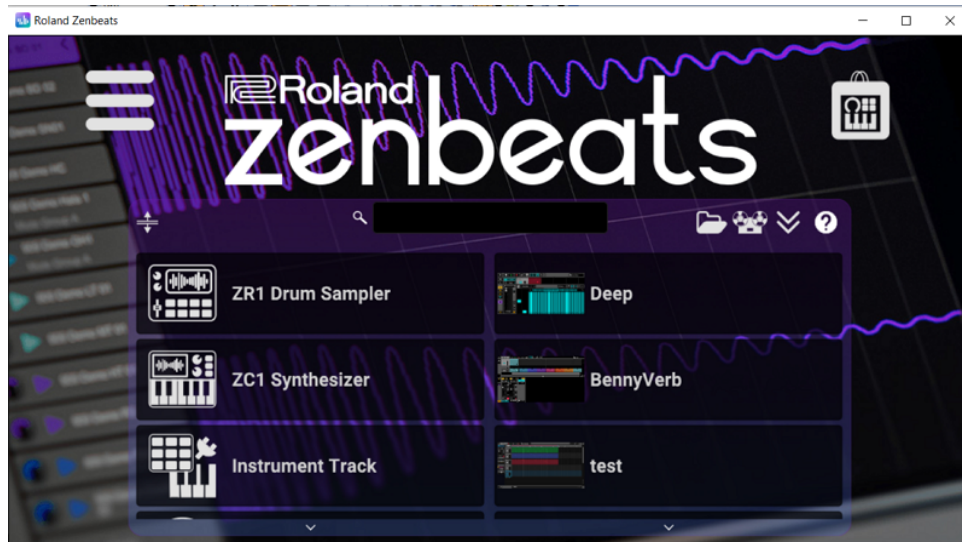 Roland Zenbeats
Roland
zenbeats
ZR1 Drum Sampler
Deep
ZC1 Synthesizer
BennyVerb
Instrument Track
test